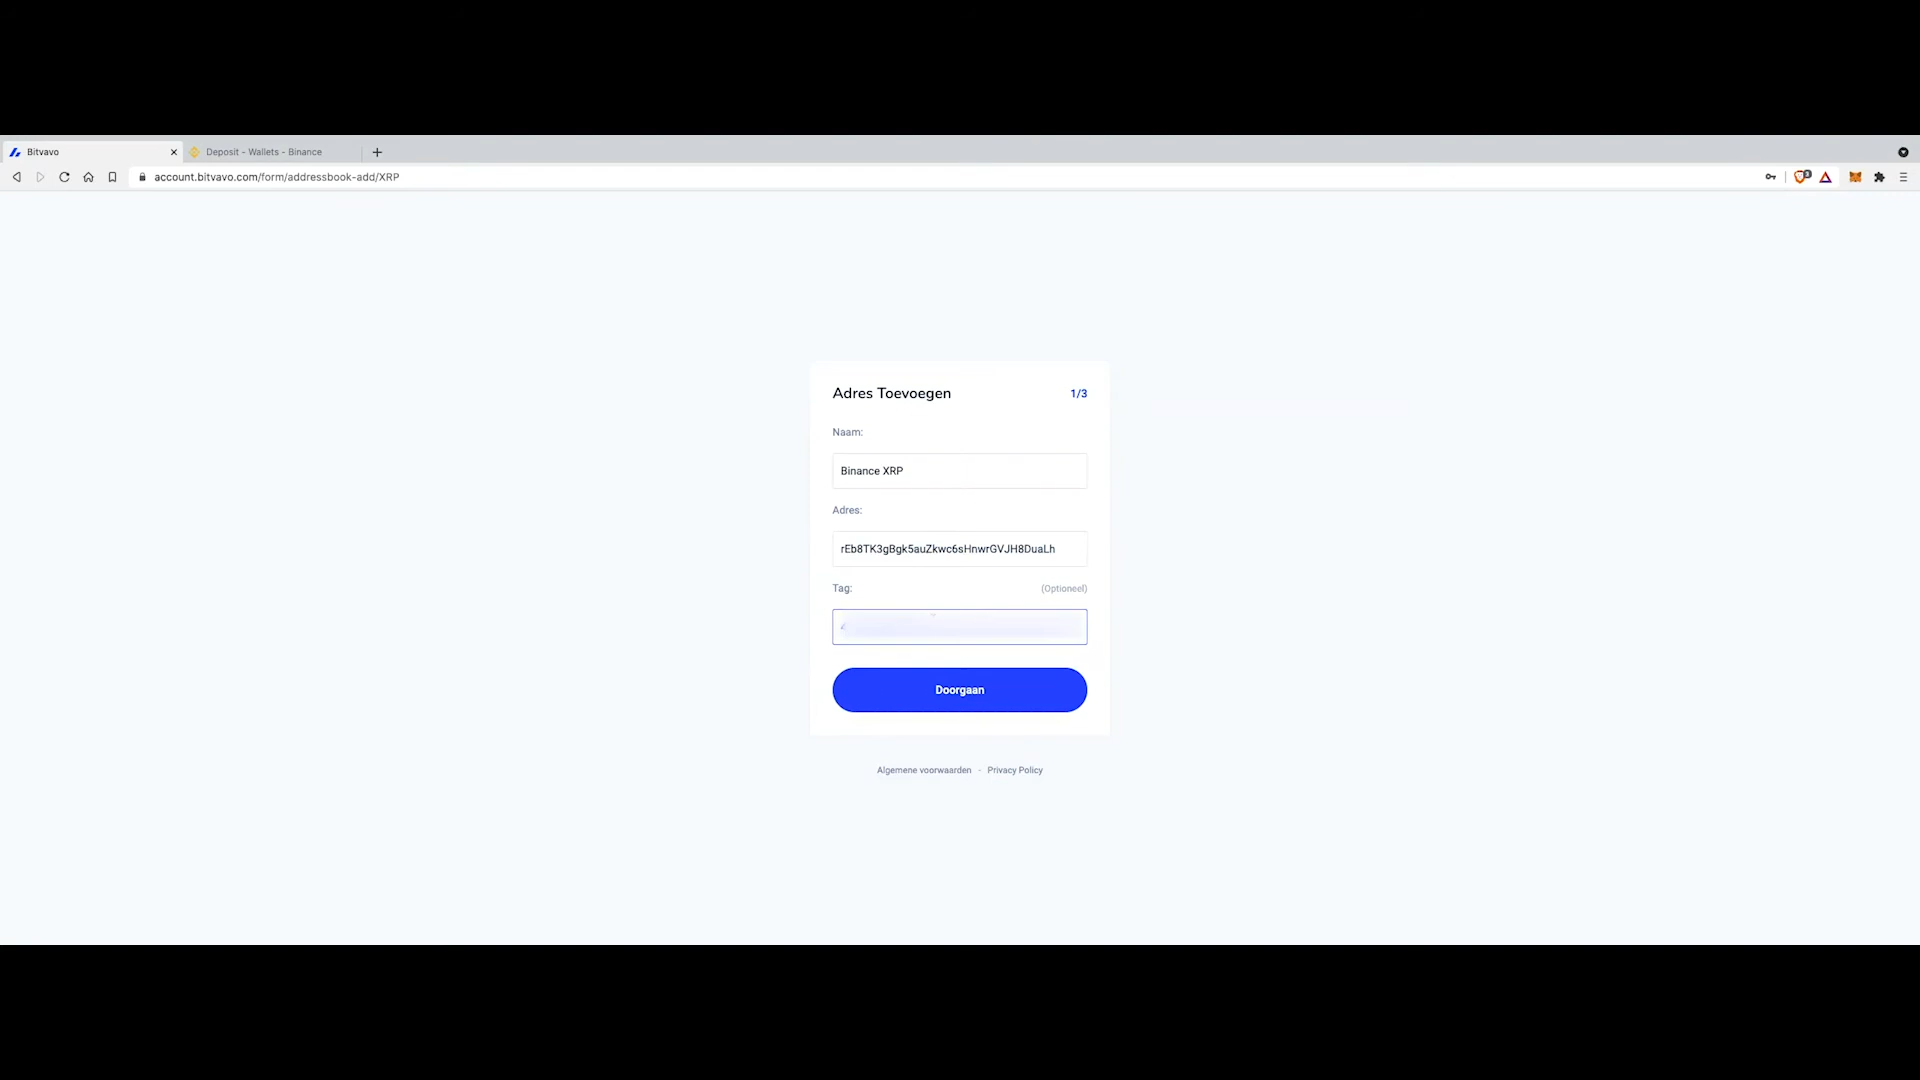 Bitvavo
Deposit - Wallets - Binance
account.bitvavo.com/form/addressbook-add/XRP
3
Adres Toevoegen
1/3
Naam:
Binance XRP
Adres:
rEb8TK3gBgk5auZkwc6sHnwrGVJH8DuaLh
Tag:
(Optioneel)
Doorgaan
Algemene voorwaarden - Privacy Policy